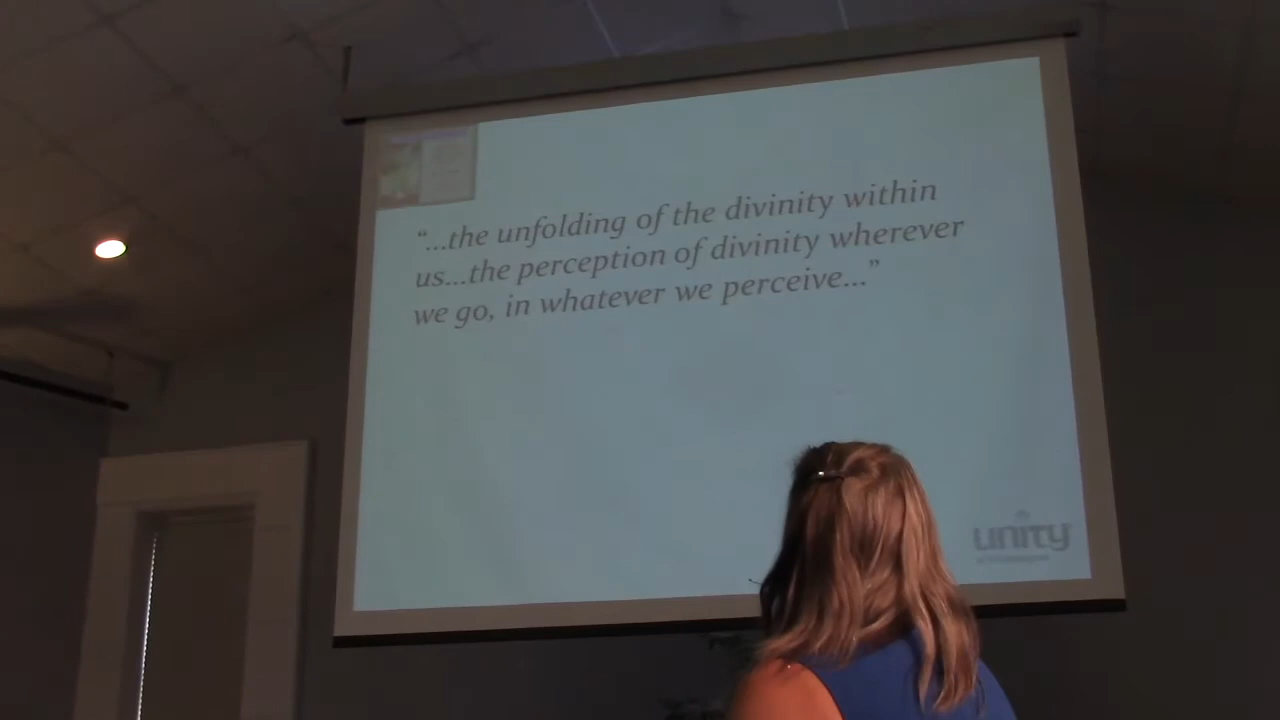 “...the unfolding of the divinity within
us...the perception of divinity wherever
we go, in whatever we perceive...”
unity